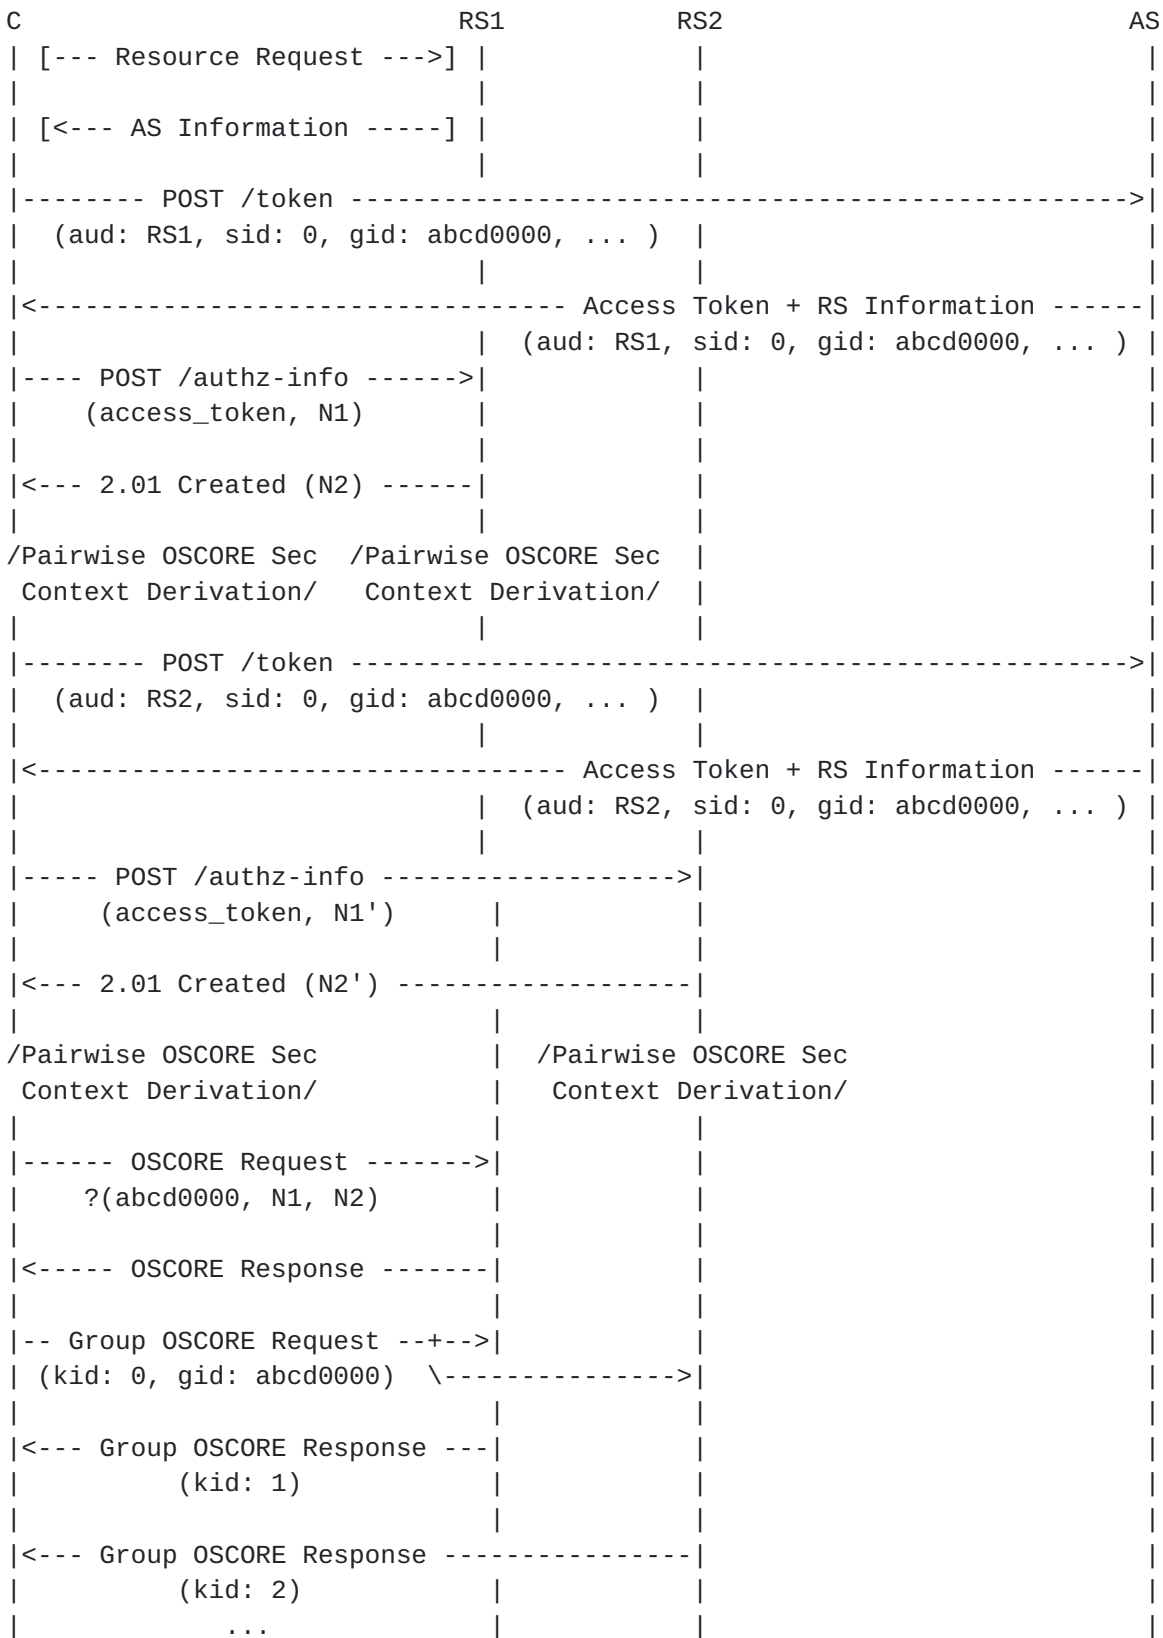 C                            RS1           RS2                          AS
| [--- Resource Request --->] |             |                            |
|                             |             |                            |
| [<--- AS Information -----] |             |                            |
|                             |             |                            |
|-------- POST /token -------------------------------------------------->|
|  (aud: RS1, sid: 0, gid: abcd0000, ... )  |                            |
|                             |             |                            |
|<---------------------------------- Access Token + RS Information ------|
|                             |  (aud: RS1, sid: 0, gid: abcd0000, ... ) |
|---- POST /authz-info ------>|             |                            |
|    (access_token, N1)       |             |                            |
|                             |             |                            |
|<--- 2.01 Created (N2) ------|             |                            |
|                             |             |                            |
/Pairwise OSCORE Sec  /Pairwise OSCORE Sec  |                            |
 Context Derivation/   Context Derivation/  |                            |
|                             |             |                            |
|-------- POST /token -------------------------------------------------->|
|  (aud: RS2, sid: 0, gid: abcd0000, ... )  |                            |
|                             |             |                            |
|<---------------------------------- Access Token + RS Information ------|
|                             |  (aud: RS2, sid: 0, gid: abcd0000, ... ) |
|                             |             |                            |
|----- POST /authz-info ------------------->|                            |
|     (access_token, N1')      |            |                            |
|                              |            |                            |
|<--- 2.01 Created (N2') -------------------|                            |
|                              |            |                            |
/Pairwise OSCORE Sec           |  /Pairwise OSCORE Sec                   |
 Context Derivation/           |   Context Derivation/                   |
|                              |            |                            |
|------ OSCORE Request ------->|            |                            |
|    ?(abcd0000, N1, N2)       |            |                            |
|                              |            |                            |
|<----- OSCORE Response -------|            |                            |
|                              |            |                            |
|-- Group OSCORE Request --+-->|            |                            |
| (kid: 0, gid: abcd0000)  \--------------->|                            |
|                              |            |                            |
|<--- Group OSCORE Response ---|            |                            |
|          (kid: 1)            |            |                            |
|                              |            |                            |
|<--- Group OSCORE Response ----------------|                            |
|          (kid: 2)            |            |                            |
|             ...              |            |                            |